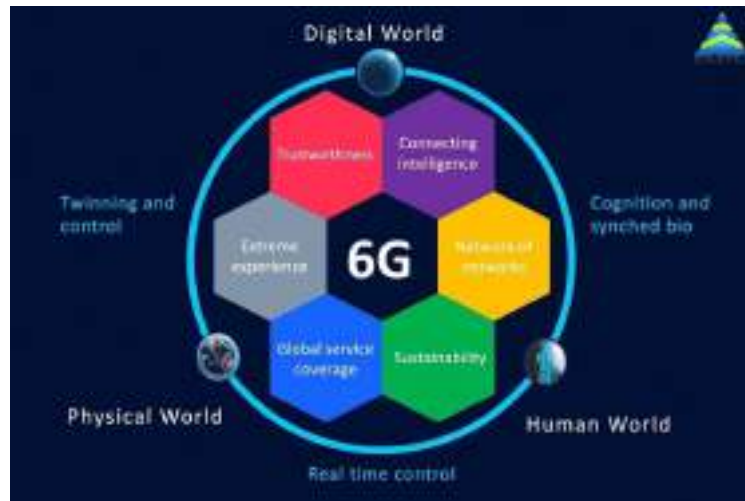 Digital World
Trustworthiness
Connecting
intelligence
Twinning and
control
Cognition and
synched bio
Extreme
experience
6G
Network of
networks
Global service
coverage
Sustainability
Physical World
Human World
Real time control